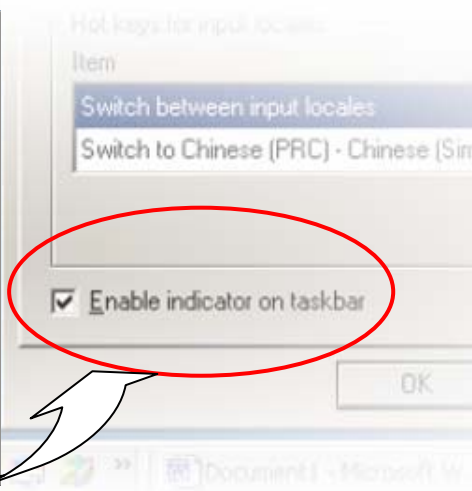 Hot keys for input locales
Item
Switch between input locales
Switch to Chinese (PRC) - Chinese (Sim
Enable indicator on taskbar
OK
» Document1 - Microsoft W